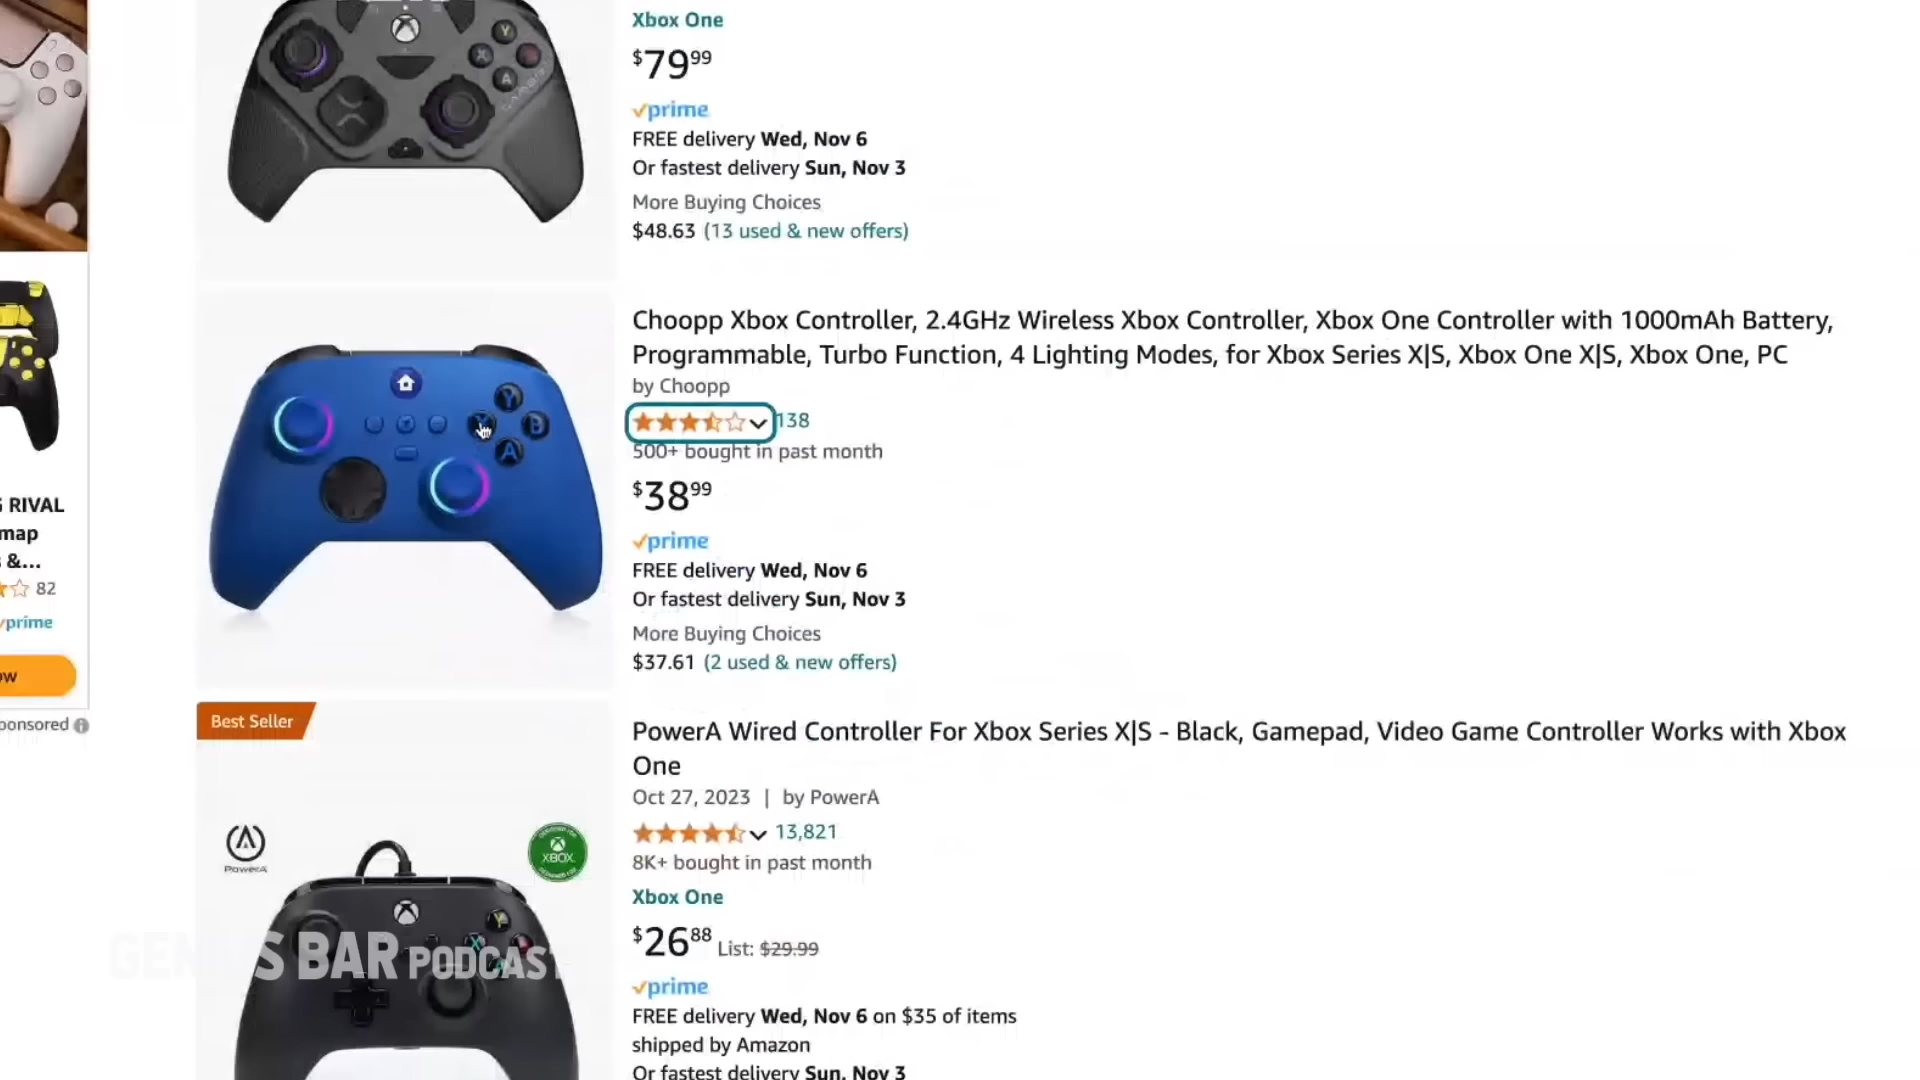 Xbox One
$79.99
prime
FREE delivery Wed, Nov 6
Or fastest delivery Sun, Nov 3
More Buying Choices
$48.63 (13 used & new offers)
Choopp Xbox Controller, 2.4GHz Wireless Xbox Controller, Xbox One Controller with 1000mAh Battery,
Programmable, Turbo Function, 4 Lighting Modes, for Xbox Series X|S, Xbox One X|S, Xbox One, PC
by Choopp
138
500+ bought in past month
$38.99
prime
FREE delivery Wed, Nov 6
Or fastest delivery Sun, Nov 3
More Buying Choices
$37.61 (2 used & new offers)
Y
B
A
RIVAL
map
&...
82
prime
ow
ponsored
Best Seller
PowerA Wired Controller For Xbox Series X|S - Black, Gamepad, Video Game Controller Works with Xbox
One
Oct 27, 2023 | by PowerA
13,821
8K+ bought in past month
Xbox One
$26.88 List: $29.99
prime
FREE delivery Wed, Nov 6 on $35 of items
shipped by Amazon
Or fastest delivery Sun, Nov 3
PowerA
XBOX
GENIUS BAR PODCAST